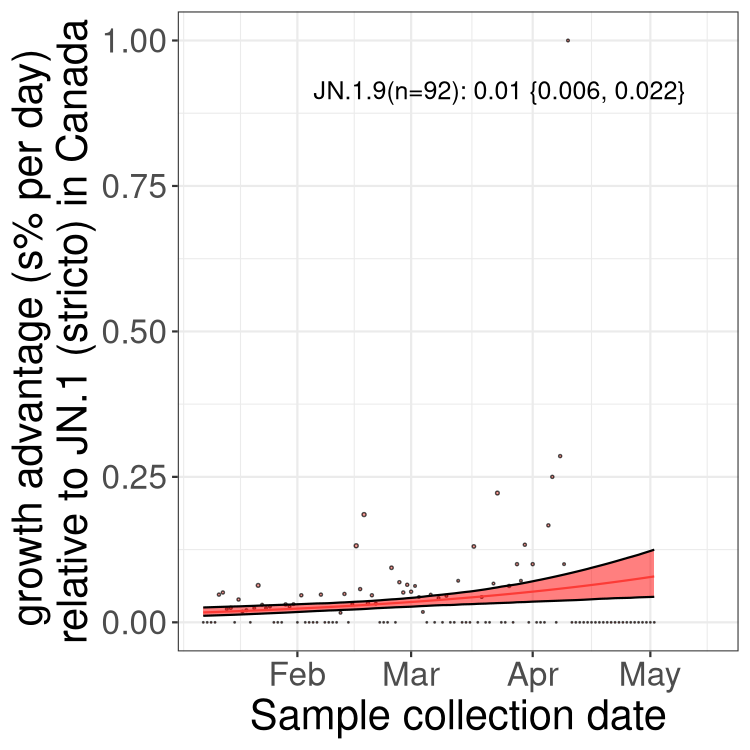 growth advantage (s% per day)
relative to JN.1 (stricto) in Canada
1.00
0.75
0.50
0.25
0.00
JN.1.9(n=92): 0.01 {0.006, 0.022}
Feb Mar Apr May
Sample collection date